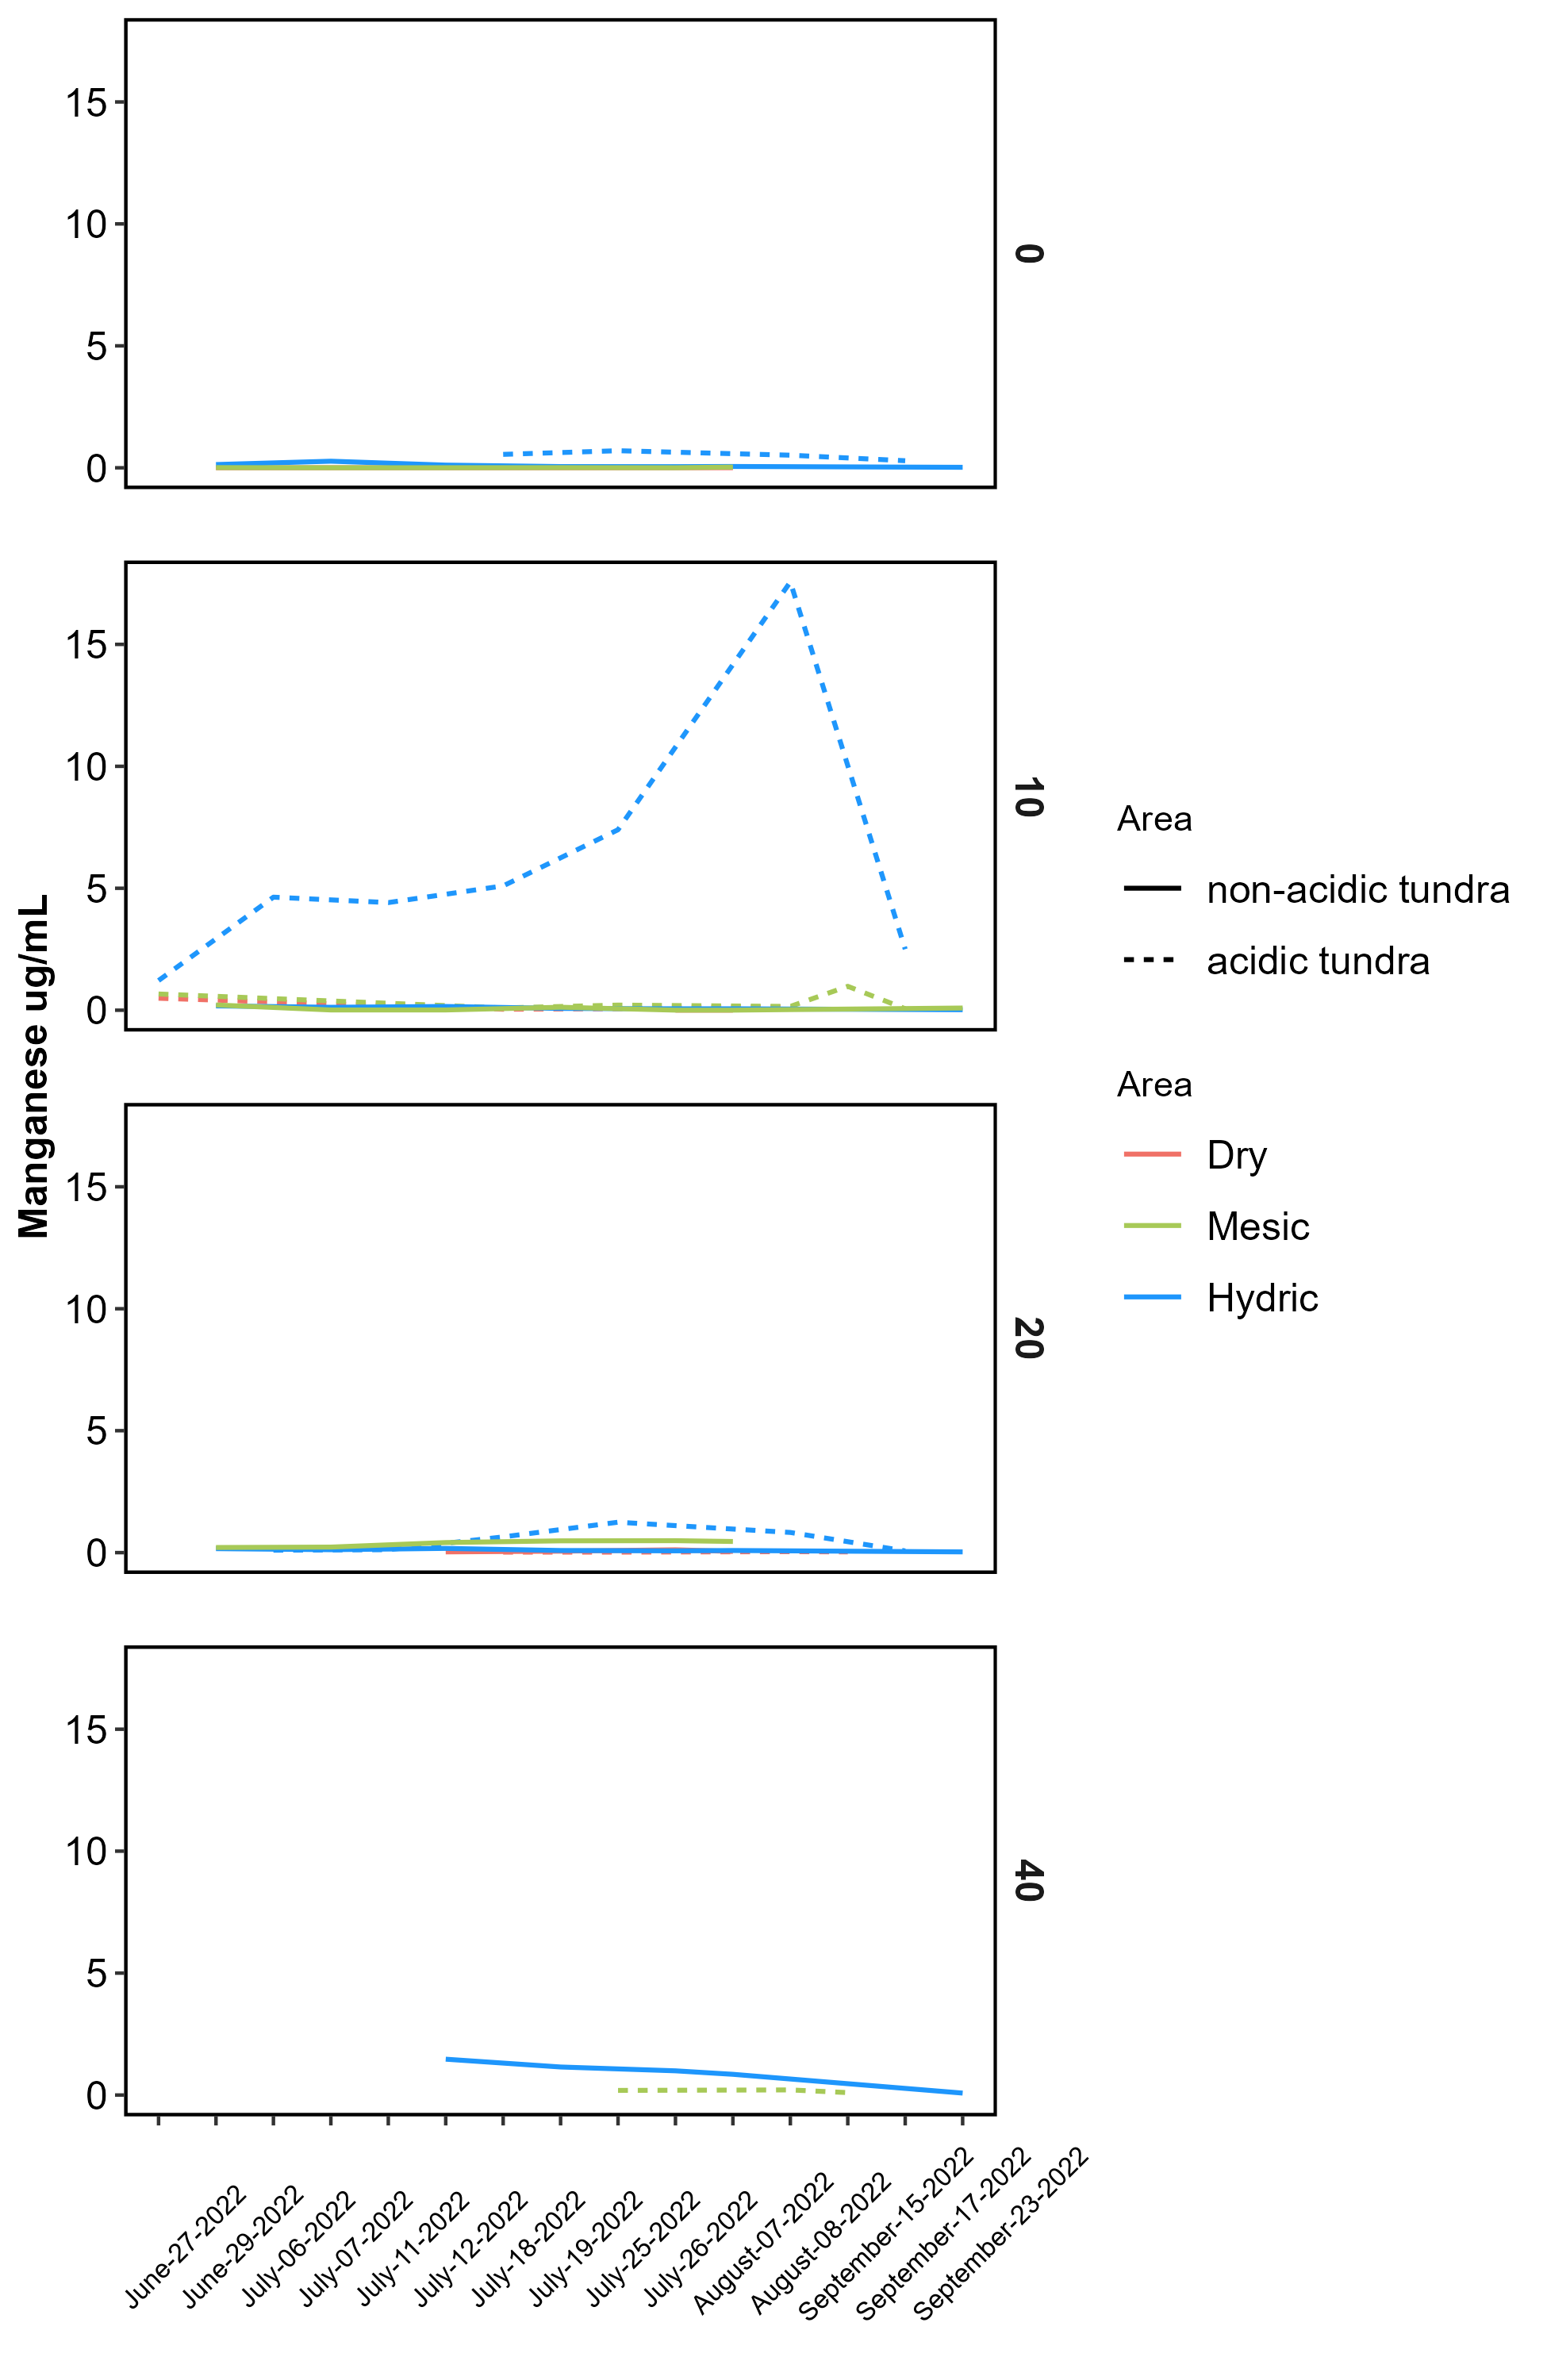 Manganese ug/mL
15
10
5
0
0
15
10
5
0
10
15
10
5
0
20
15
10
5
0
40
June-27-2022
June-29-2022
July-06-2022
July-07-2022
July-11-2022
July-12-2022
July-18-2022
July-19-2022
July-25-2022
July-26-2022
August-07-2022
August-08-2022
September-15-2022
September-17-2022
September-23-2022
Area
non-acidic tundra
acidic tundra
Area
Dry
Mesic
Hydric